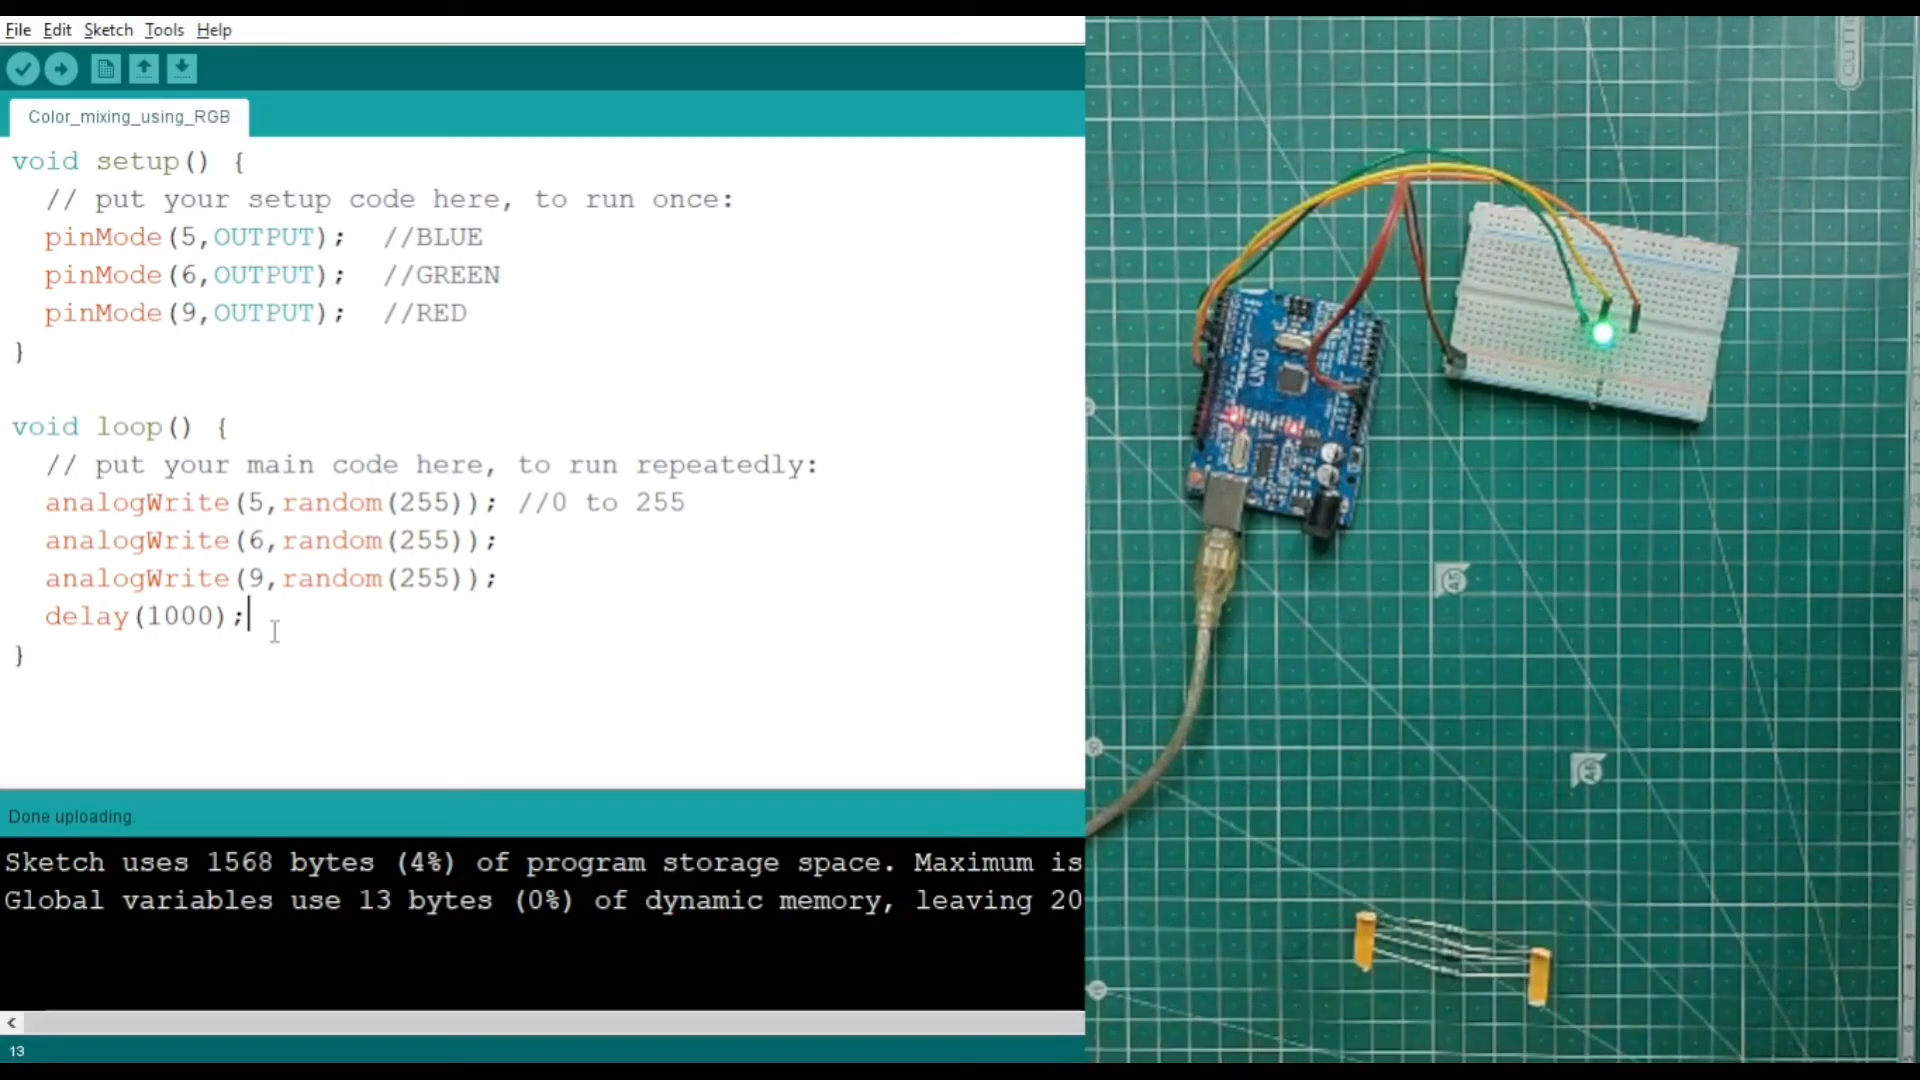 File Edit Sketch Tools Help
Color_mixing_using_RGB
void setup() {
// put your setup code here, to run once:
pinMode(5,OUTPUT); //BLUE
pinMode(6,OUTPUT); //GREEN
pinMode(9,OUTPUT); //RED
}
void loop() {
// put your main code here, to run repeatedly:
analogWrite(5,random(255)); //0 to 255
analogWrite(6,random(255));
analogWrite(9,random(255));
delay(1000);
}
Done uploading.
Sketch uses 1568 bytes (4%) of program storage space. Maximum is
Global variables use 13 bytes (0%) of dynamic memory, leaving 20
13
UNO
A5